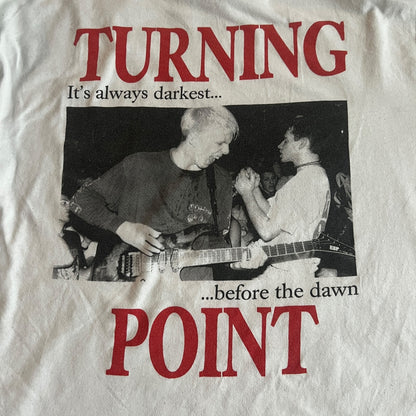 TURNING
It's always darkest...
...before the dawn
POINT